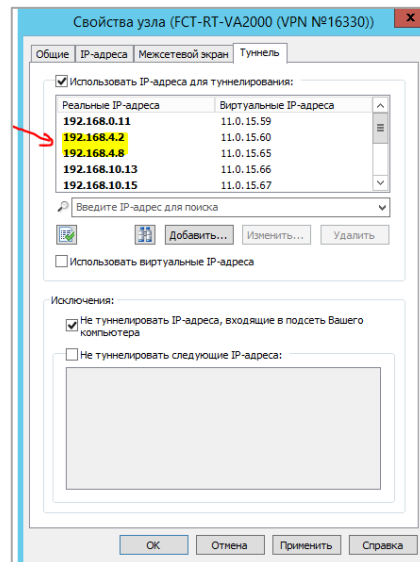 Свойства узла (FCT-RT-VA2000 (VPN №16330))
x
Общие IP-адреса Межсетевой экран Туннель
Использовать IP-адреса для туннелирования:
Реальные IP-адреса Виртуальные IP-адреса
192.168.0.11 11.0.15.59
192.168.4.2 11.0.15.60
192.168.4.8 11.0.15.65
192.168.10.13 11.0.15.66
192.168.10.15 11.0.15.67
Введите IP-адрес для поиска
Добавить... Изменить... Удалить
Использовать виртуальные IP-адреса
Исключения:
Не туннелировать IP-адреса, входящие в подсеть Вашего
компьютера
Не туннелировать следующие IP-адреса:
OK Отмена Применить Справка